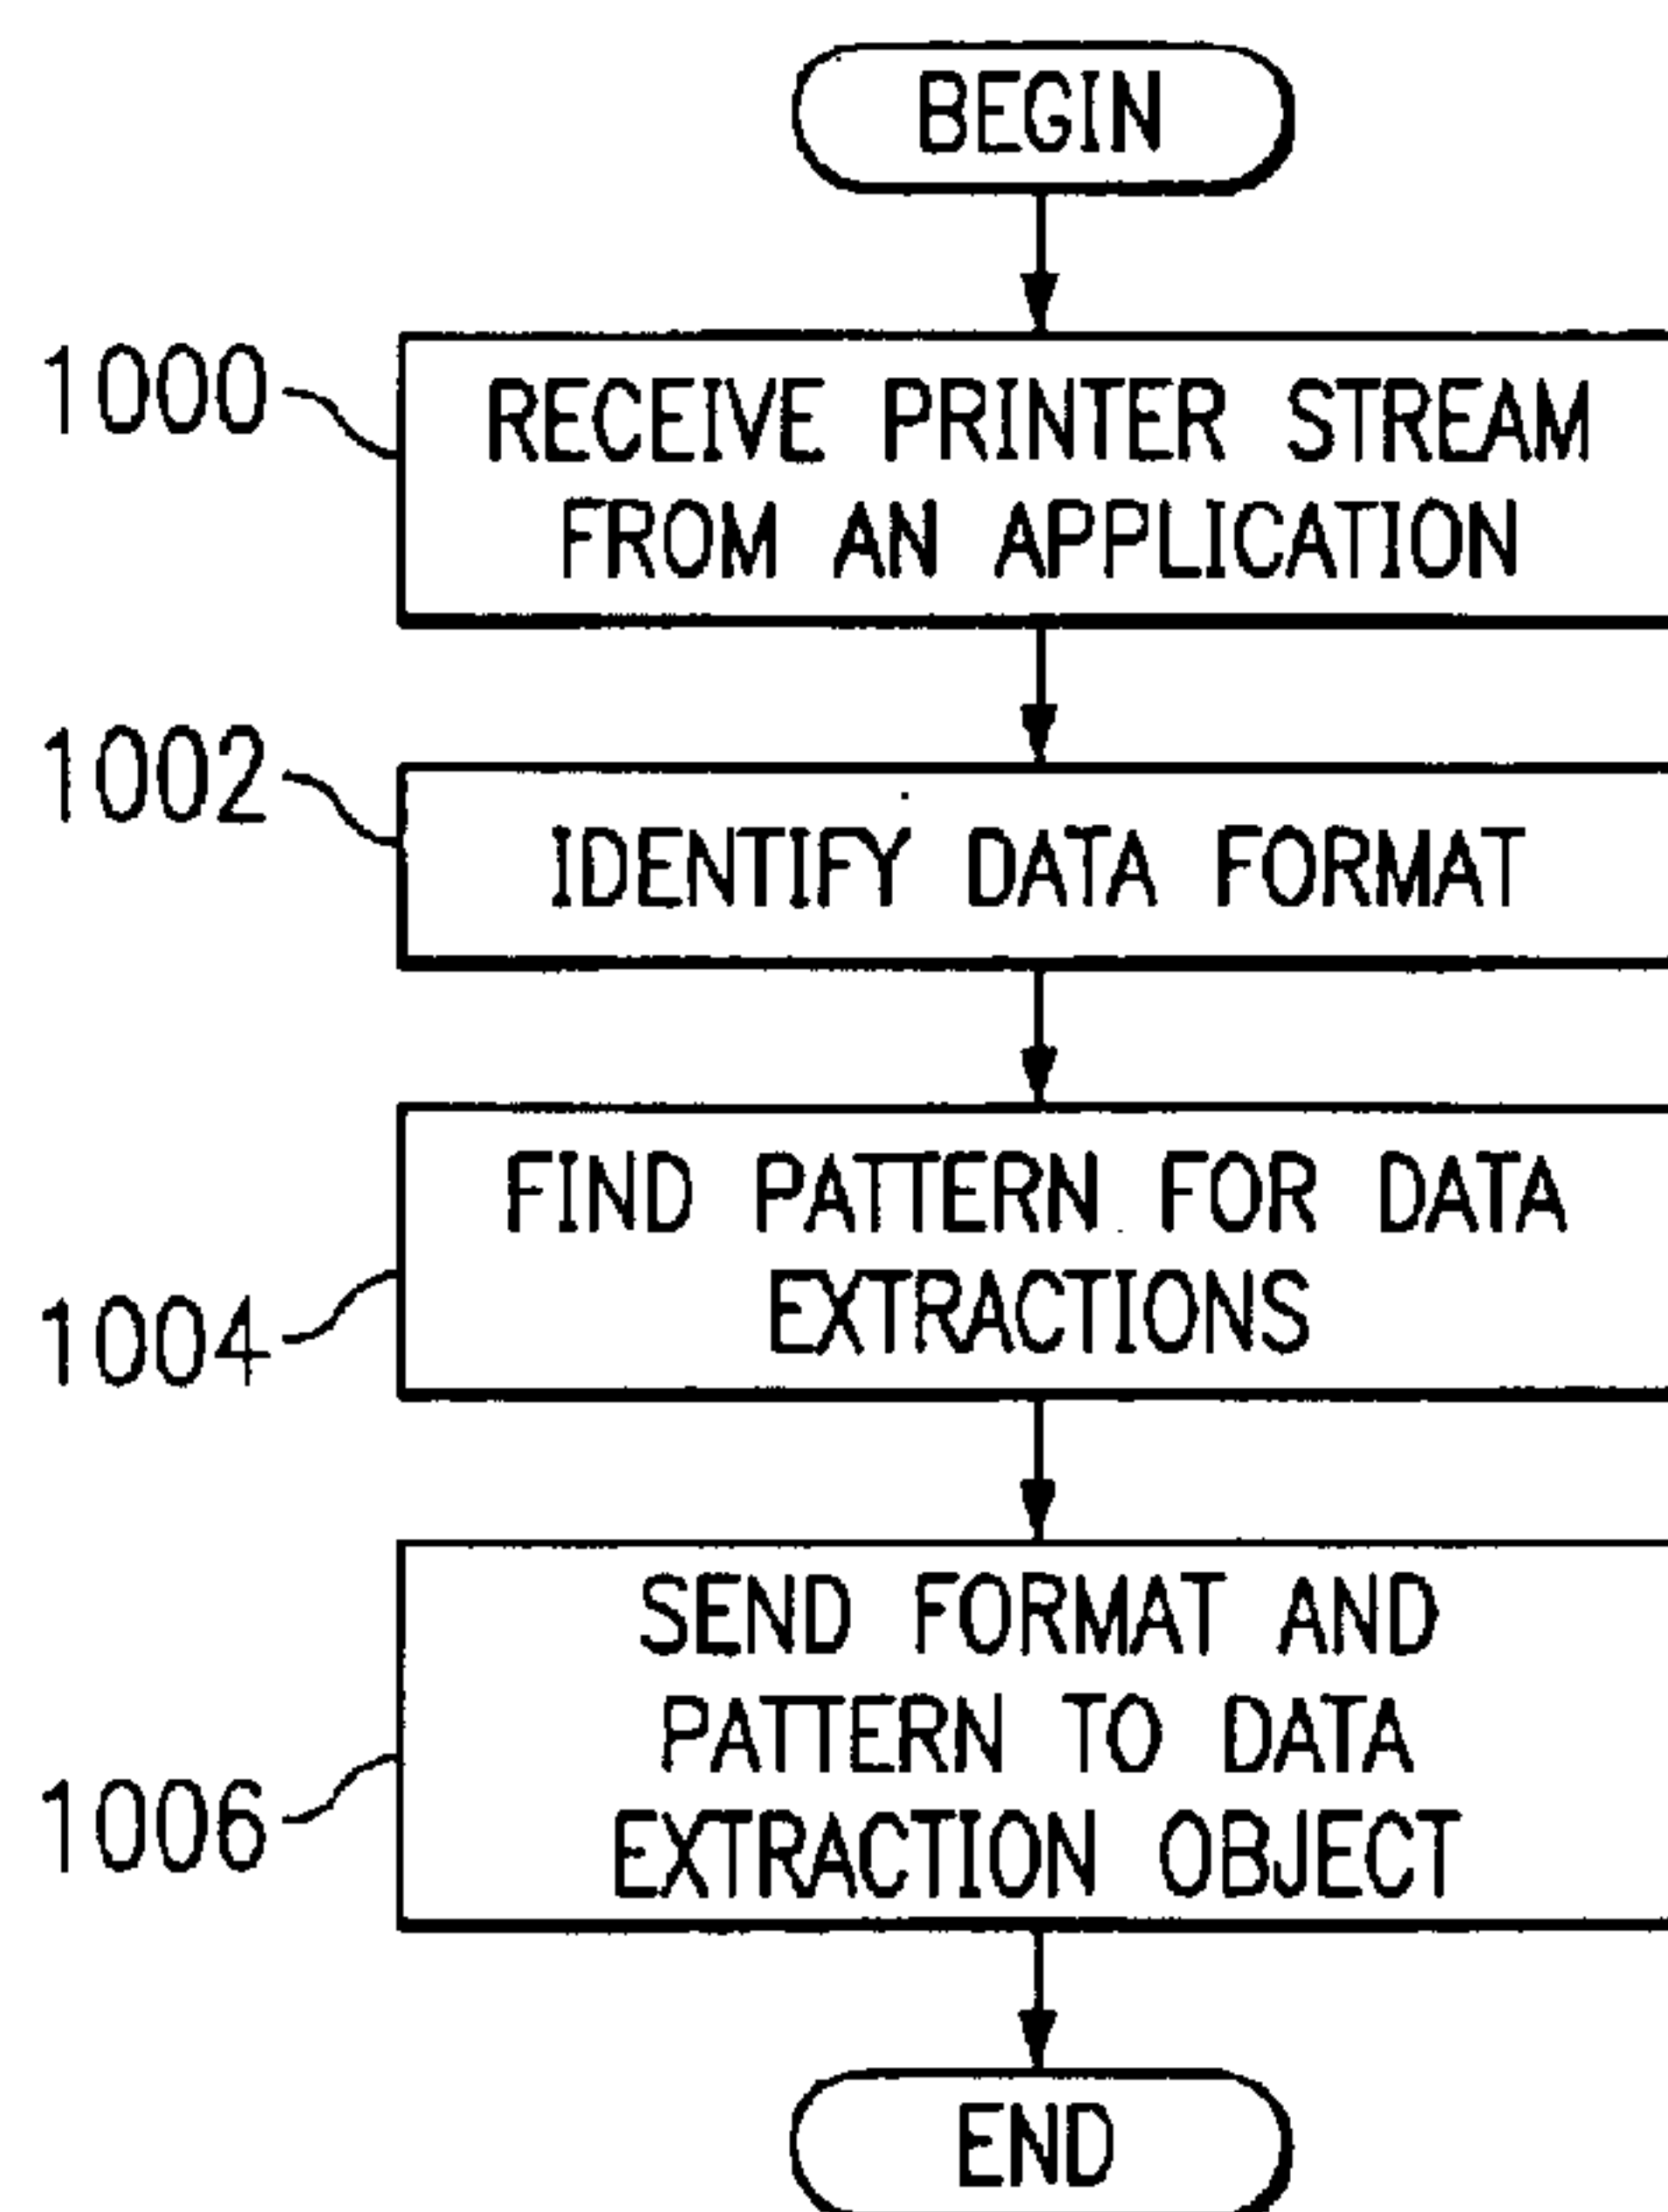 BEGIN
1000
RECEIVE PRINTER STREAM
FROM AN APPLICATION
1002
IDENTIFY DATA FORMAT
FIND PATTERN FOR DATA
EXTRACTIONS
1004
SEND FORMAT AND
PATTERN TO DATA
EXTRACTION OBJECT
1006
END